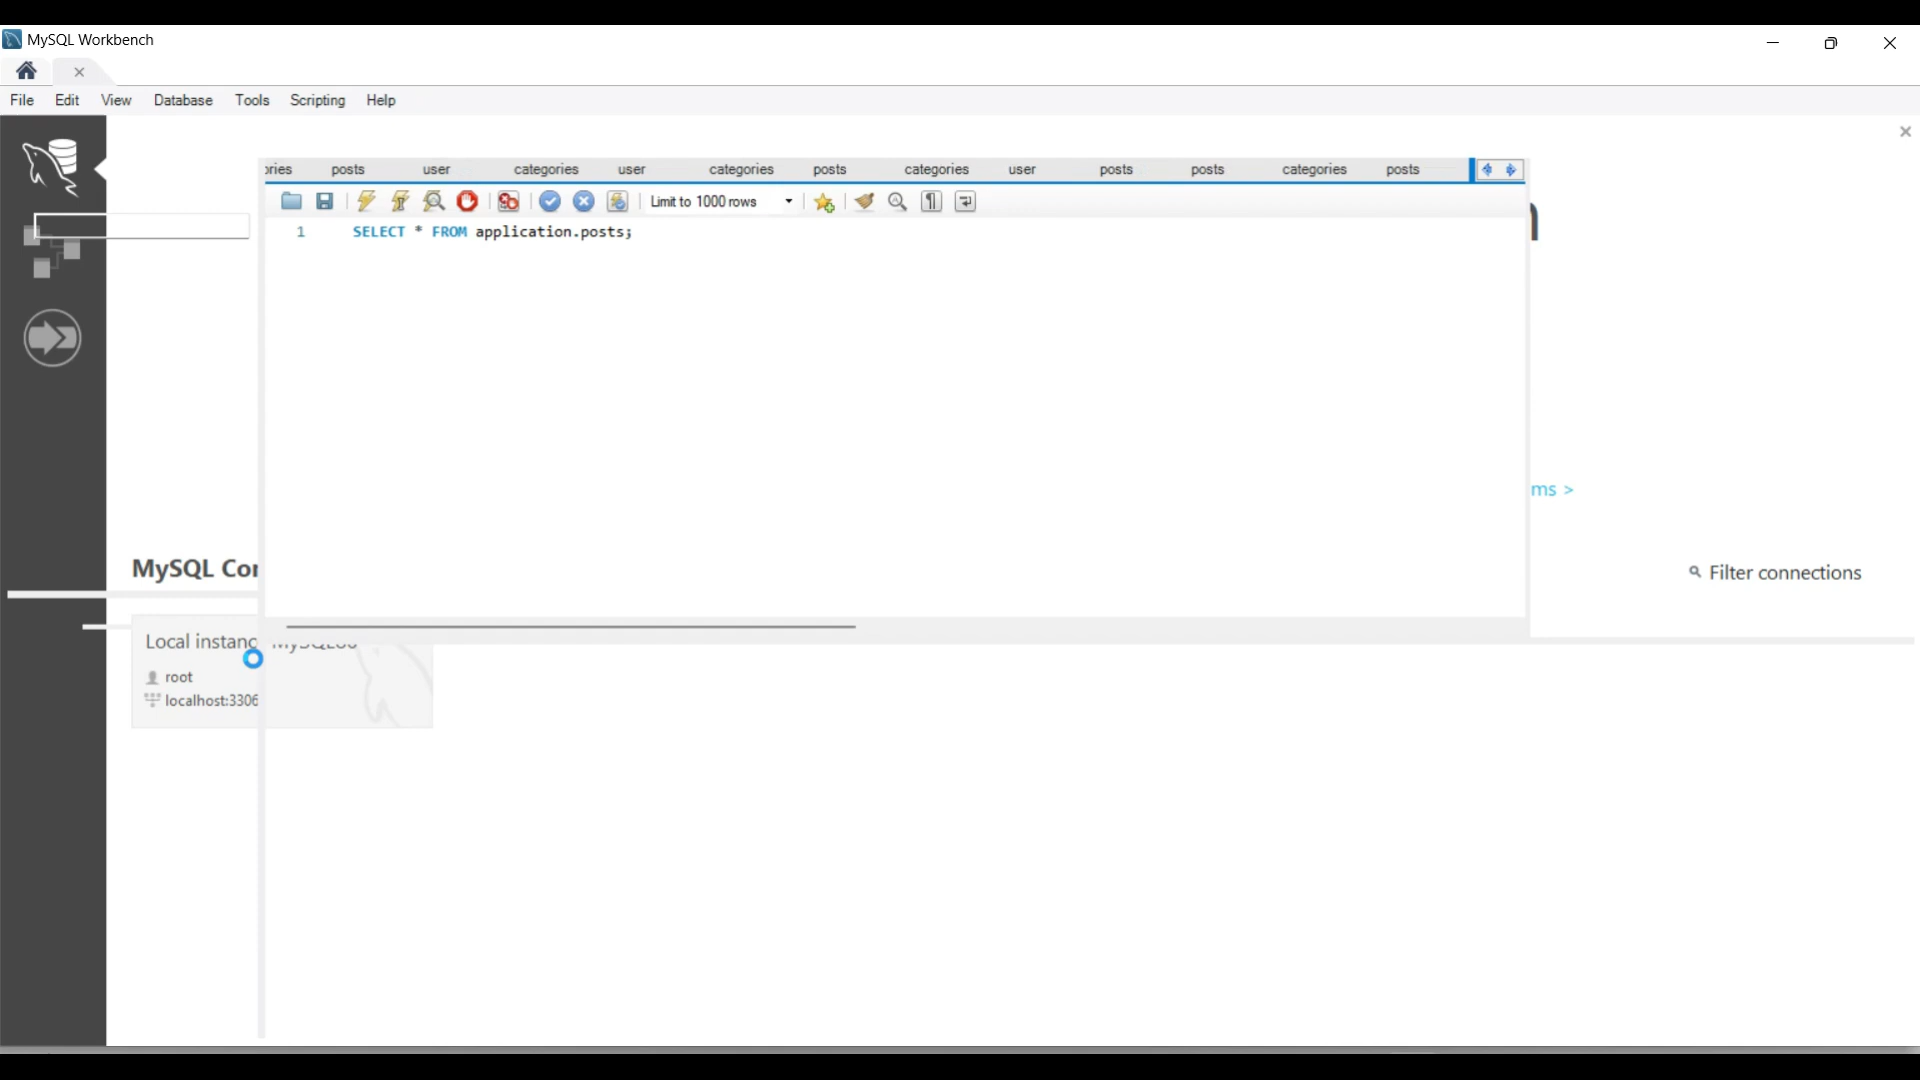 MySQL Workbench
File Edit View Database Tools Scripting Help
ries posts user categories user categories posts categories user posts posts categories posts
Limit to 1000 rows
1 SELECT * FROM application.posts;
ms >
MySQL Cor
Filter connections
Local instanc
root
localhost:3306